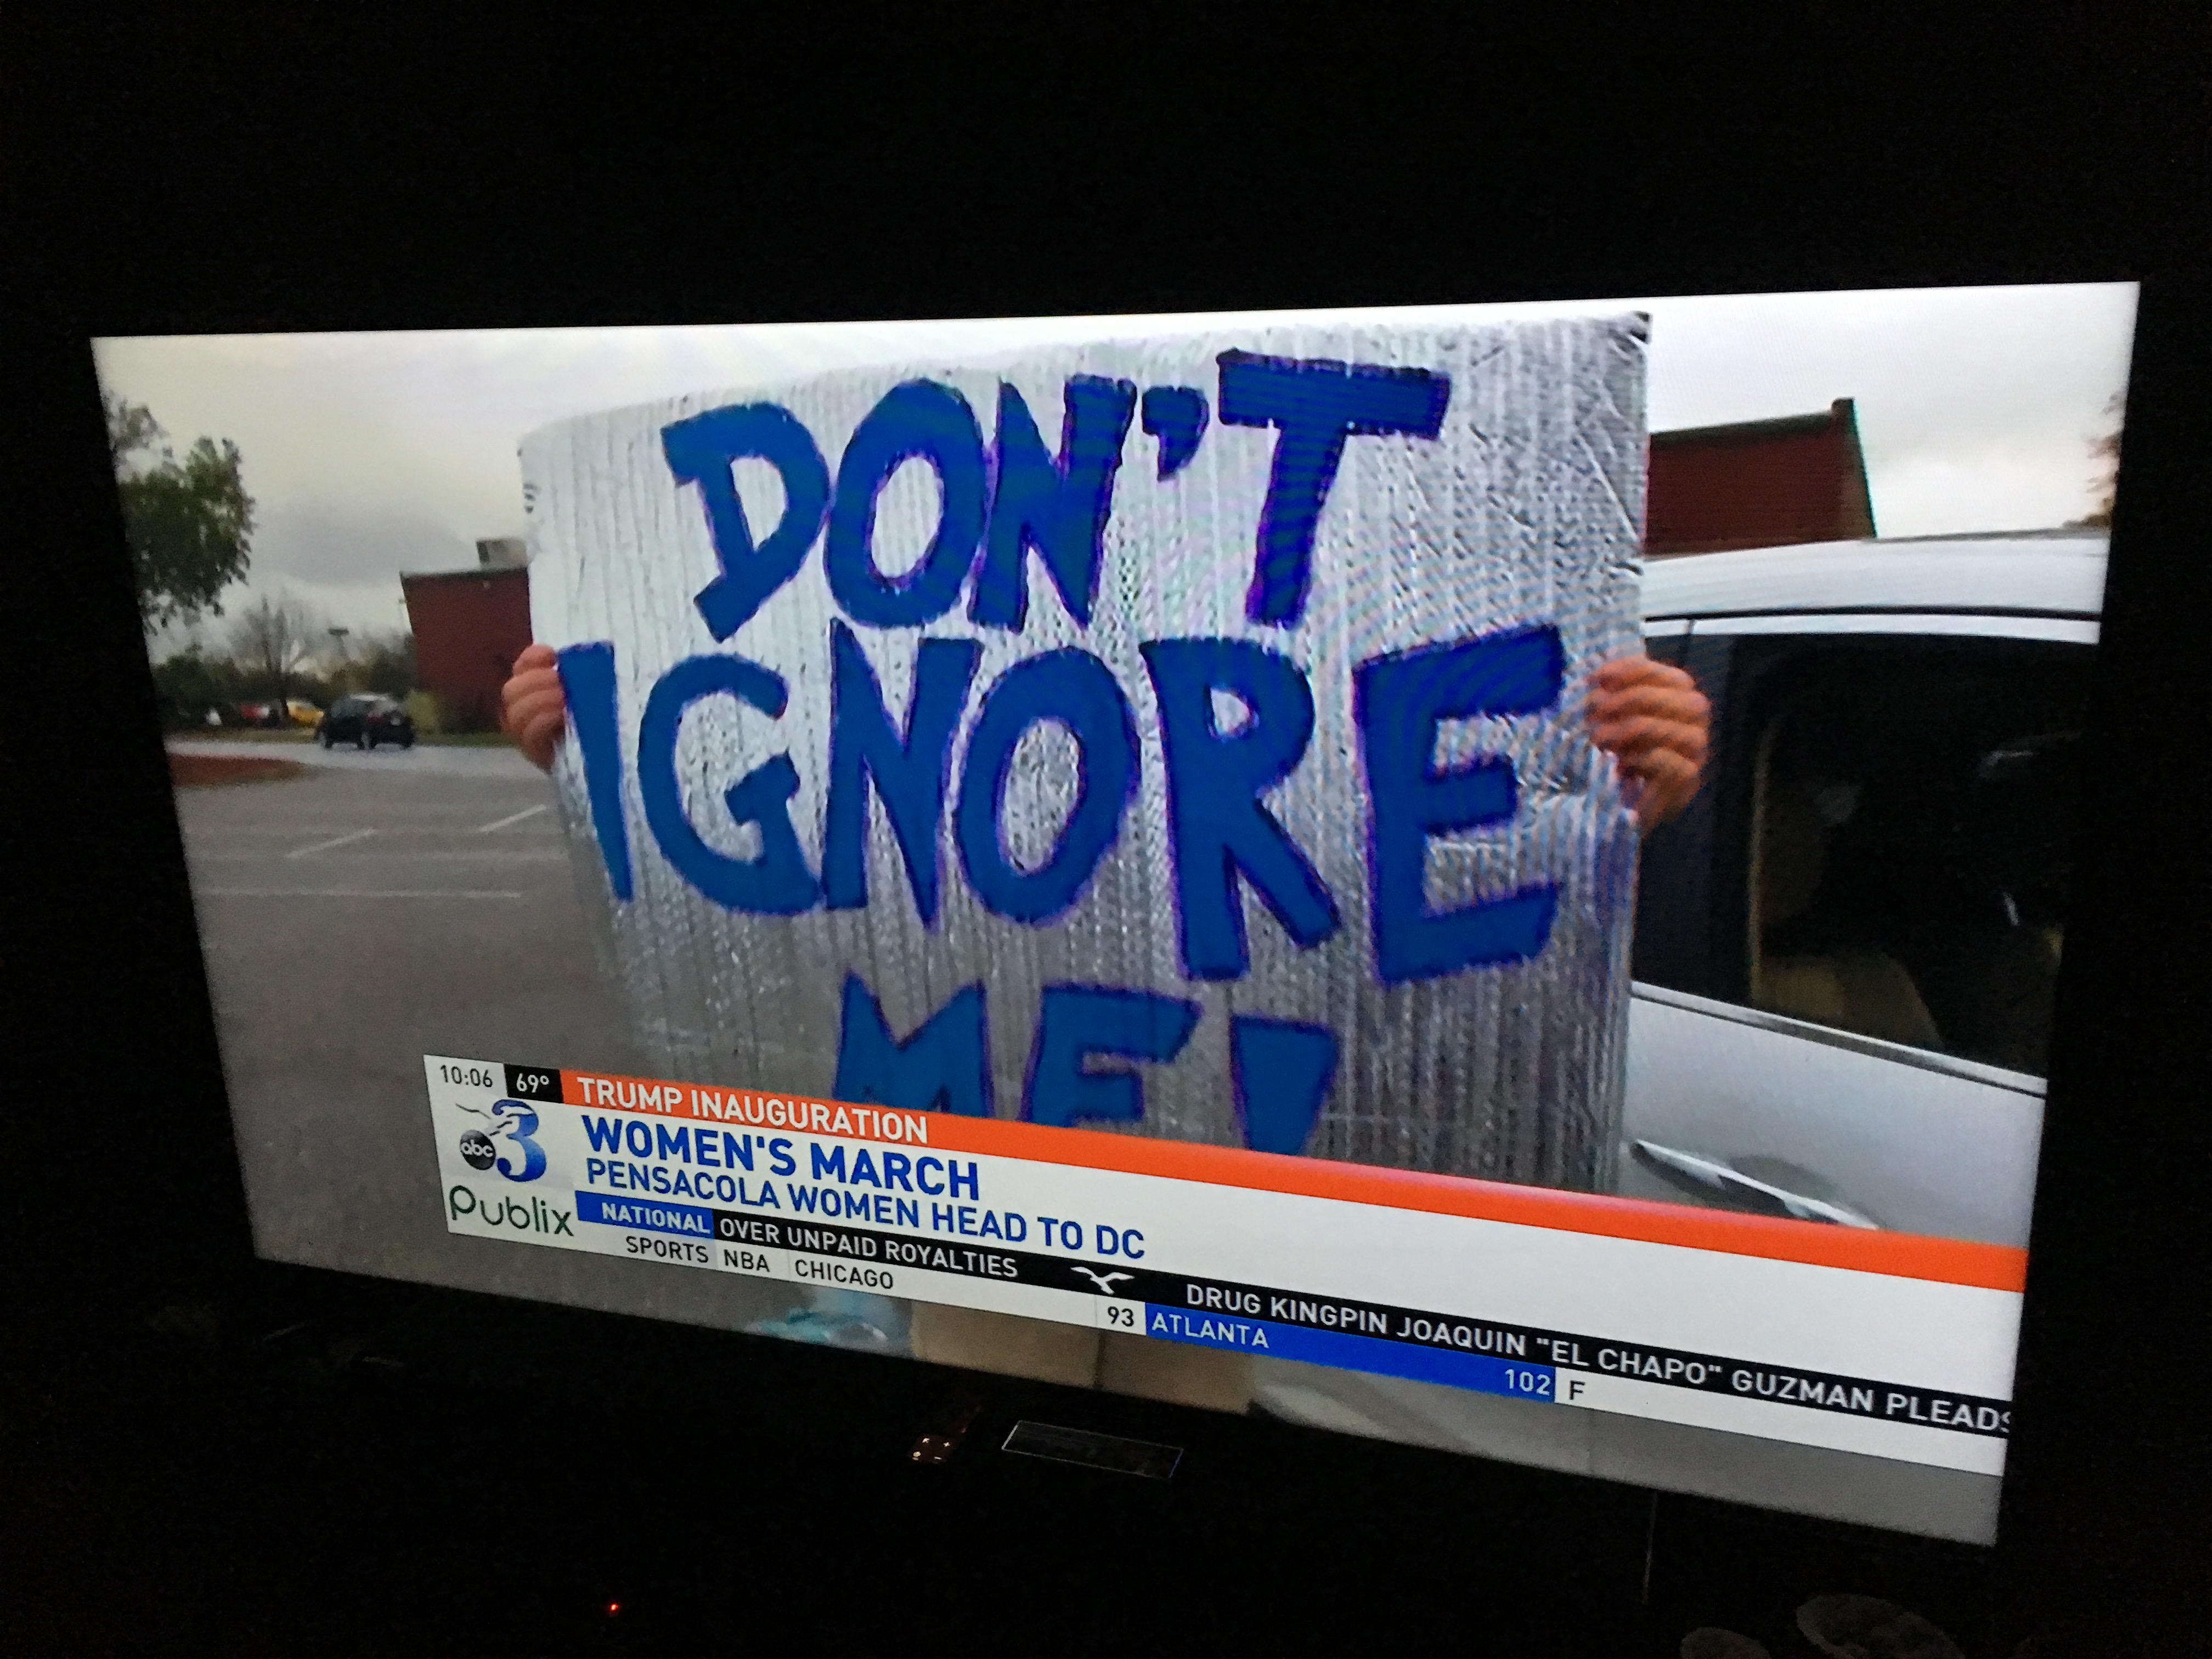 DON'T
IGNORE
ME!
10:06 69° TRUMP INAUGURATION
abc 3 WOMEN'S MARCH
PENSACOLA WOMEN HEAD TO DC
Publix
NATIONAL OVER UNPAID ROYALTIES DRUG KINGPIN JOAQUIN "EL CHAPO" GUZMAN PLEADS
SPORTS NBA CHICAGO 93 ATLANTA 102 F